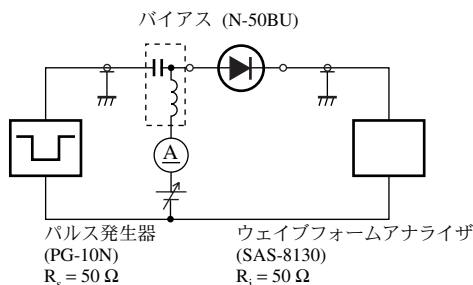 バイアス (N-50BU)
A
パルス発生器
(PG-10N)
Rs = 50 Ω
ウェイブフォームアナライザ
(SAS-8130)
Ri = 50 Ω